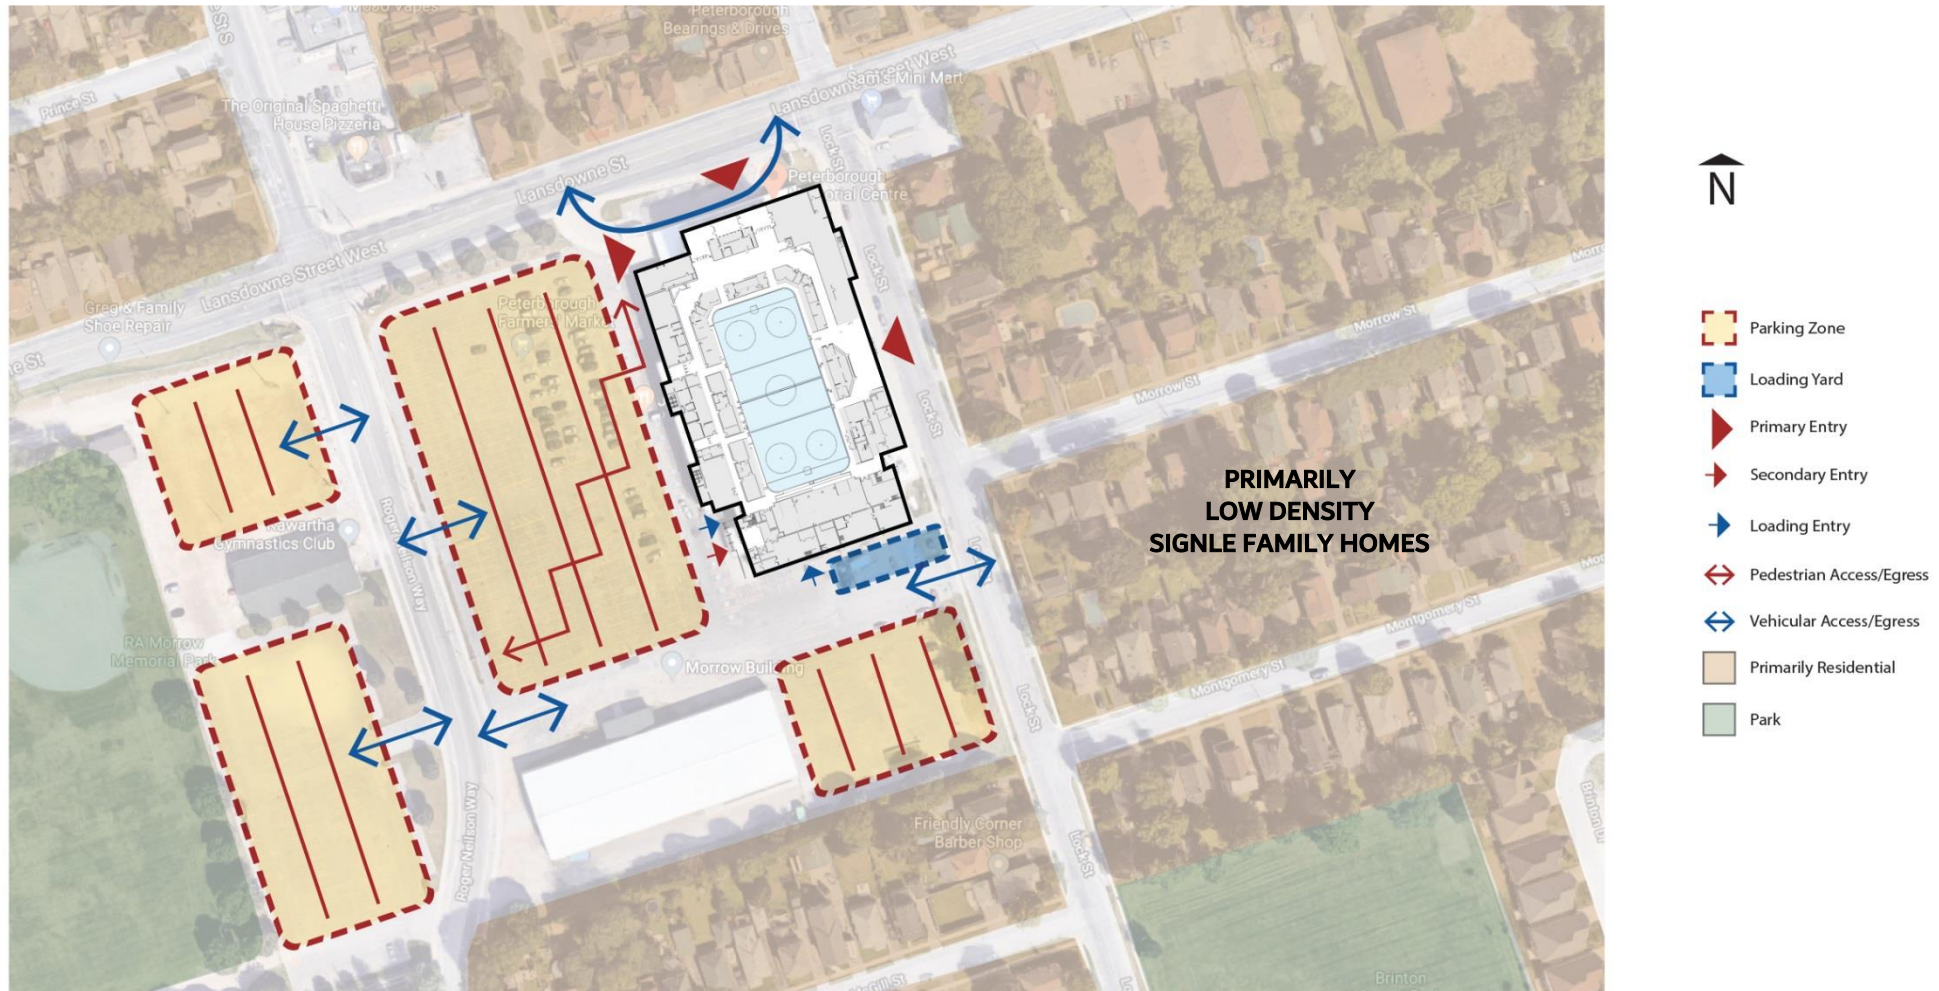 Mood Vapes
Peterborough
Bearings & Drives
Prince St
The Original Spaghetti
House Pizzeria
Lansdowne Street West
Sam's Mini Mart
Lansdowne St
Lock St
Peterborough
Memorial Centre
Lansdowne Street West
Greg & Family
Shoe Repair
Peterborough
Farmers' Market
Lock St
Morrow St
Morrow St
Lock St
Kawartha
Gymnastics Club
Roger Neilson Way
PRIMARILY
LOW DENSITY
SIGNLE FAMILY HOMES
RA Morrow
Memorial Park
Morrow Building
Montgomery St
Montgomery St
Lock St
Roger Neilson Way
Friendly Corner
Barber Shop
Lock St
Brinton
N
Parking Zone
Loading Yard
Primary Entry
Secondary Entry
Loading Entry
Pedestrian Access/Egress
Vehicular Access/Egress
Primarily Residential
Park